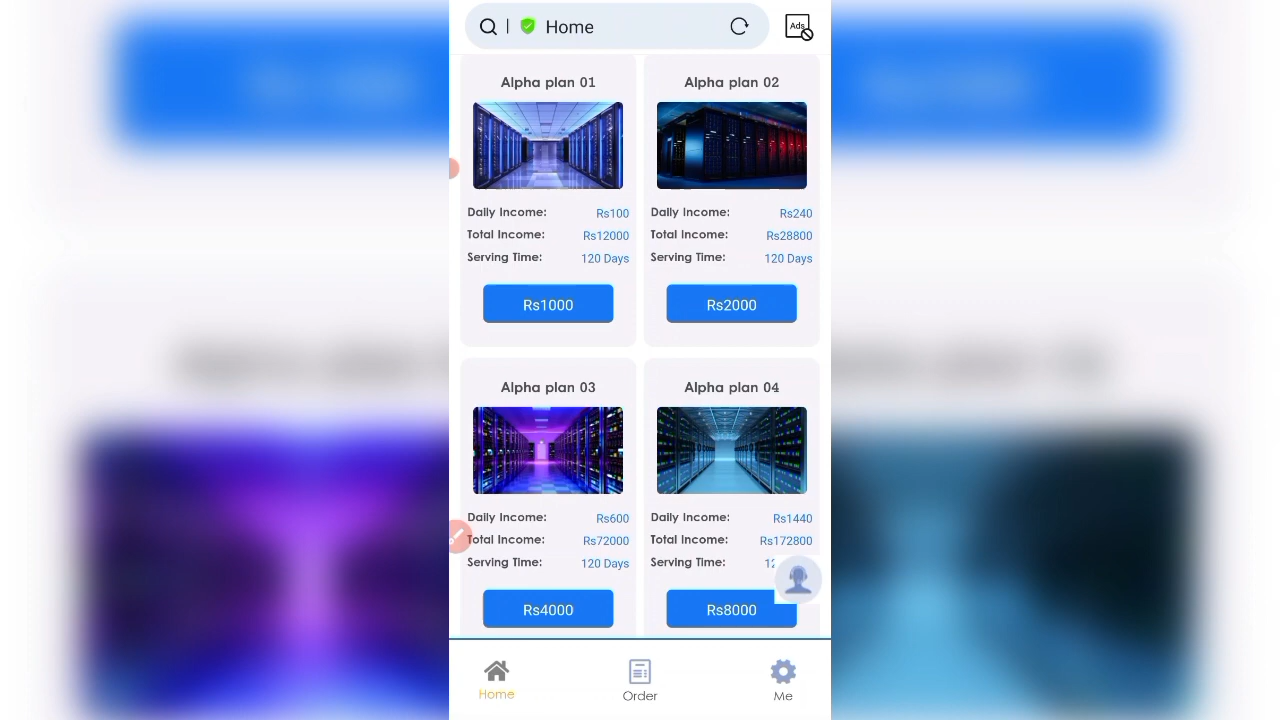 Home
Ads
Alpha plan 01
Alpha plan 02
Daily Income: Rs100
Total Income: Rs12000
Serving Time: 120 Days
Rs1000
Daily Income: Rs240
Total Income: Rs28800
Serving Time: 120 Days
Rs2000
Alpha plan 03
Alpha plan 04
Daily Income: Rs600
Total Income: Rs72000
Serving Time: 120 Days
Rs4000
Daily Income: Rs1440
Total Income: Rs172800
Serving Time:
Rs8000
Home
Order
Me